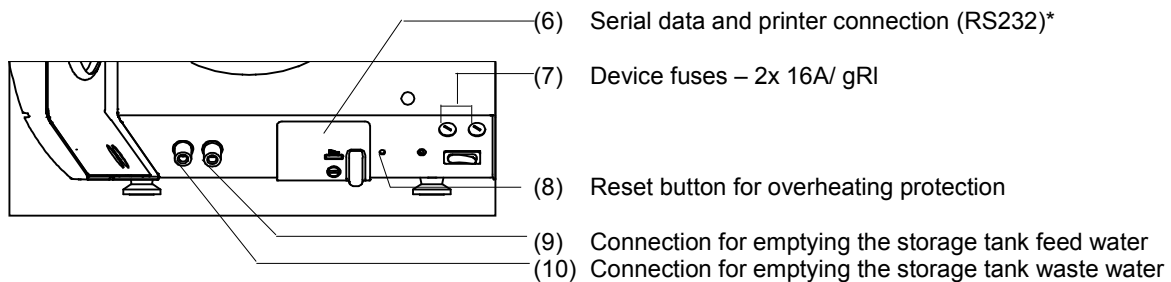 (6) Serial data and printer connection (RS232)*
(7) Device fuses – 2x 16A/ gRl
(8) Reset button for overheating protection
(9) Connection for emptying the storage tank feed water
(10) Connection for emptying the storage tank waste water